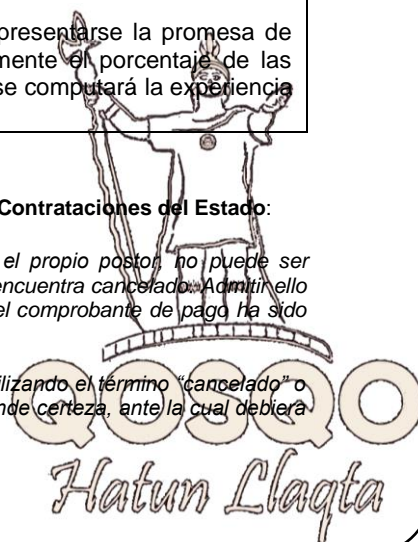 presentarse la promesa de
mente el porcentaje de las
se computará la experiencia
Contrataciones del Estado:
el propio postor, no puede ser
encuentra cancelado. Admitir ello
el comprobante de pago ha sido
ilizando el término “cancelado” o
nde certeza, ante la cual debiera
QOSQO
Hatun Llaqta